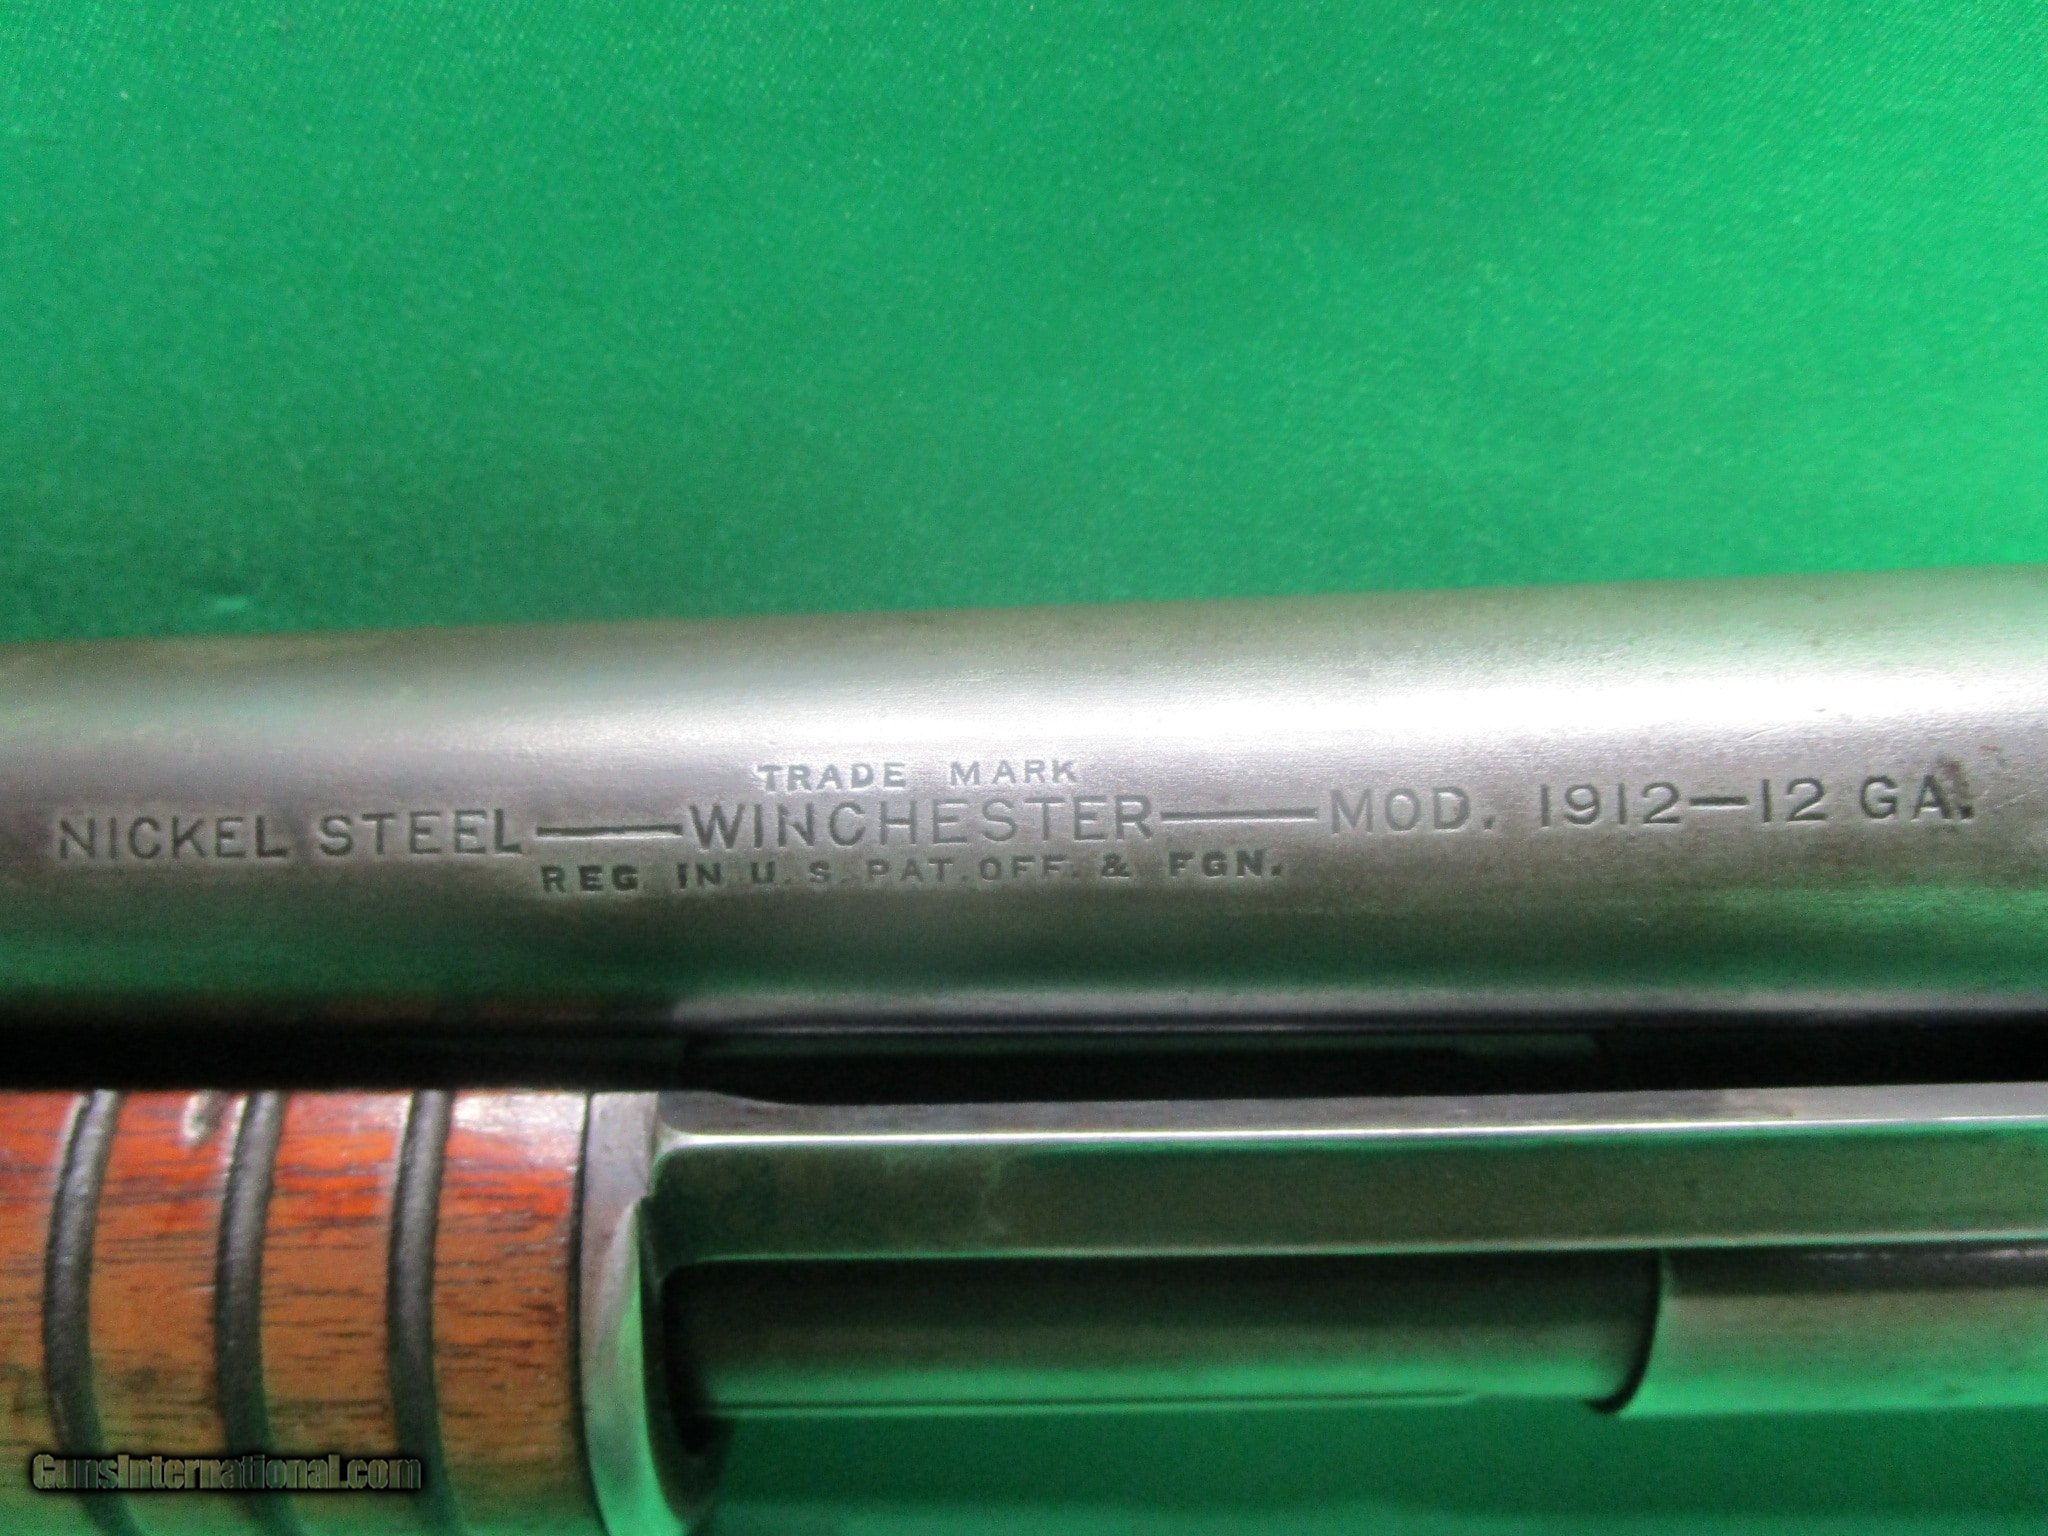 TRADE MARK
NICKEL STEEL—WINCHESTER—MOD. 1912-12 GA.
REG IN U.S. PAT. OFF. & FGN.
GunsInternational.com